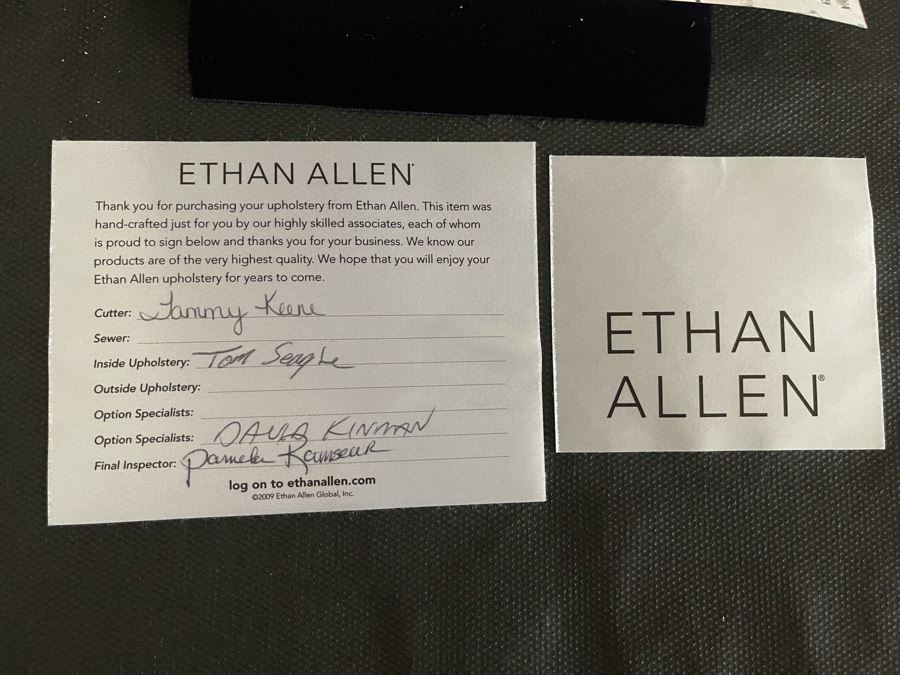 ETHAN ALLEN®
Thank you for purchasing your upholstery from Ethan Allen. This item was
hand-crafted just for you by our highly skilled associates, each of whom
is proud to sign below and thanks you for your business. We know our
products are of the very highest quality. We hope that you will enjoy your
Ethan Allen upholstery for years to come.
Cutter: Tammy Keene
Sewer:
Inside Upholstery: Tom
Outside Upholstery:
Option Specialists:
Option Specialists: KINMAN
Final Inspector: Pamela
log on to ethanallen.com
©2009 Ethan Allen Global, Inc.
ETHAN
ALLEN®